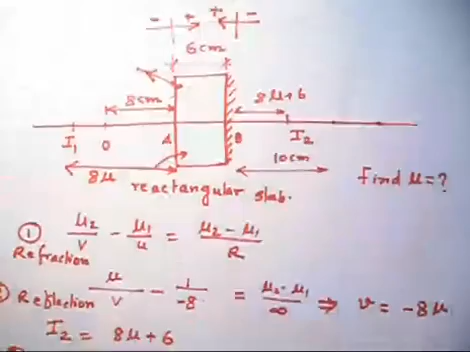 - + + -
6cm
8cm
8μ+6
I₁ O A B I₂
8μ
10cm
reactangular slab.
find μ=?
① μ₂/v - μ₁/u = (μ₂ - μ₁)/R
Refraction
Reflection μ/v - 1/-8 = (μ₂ - μ₁)/∞ ⇒ v = -8μ
I₂ = 8μ+6